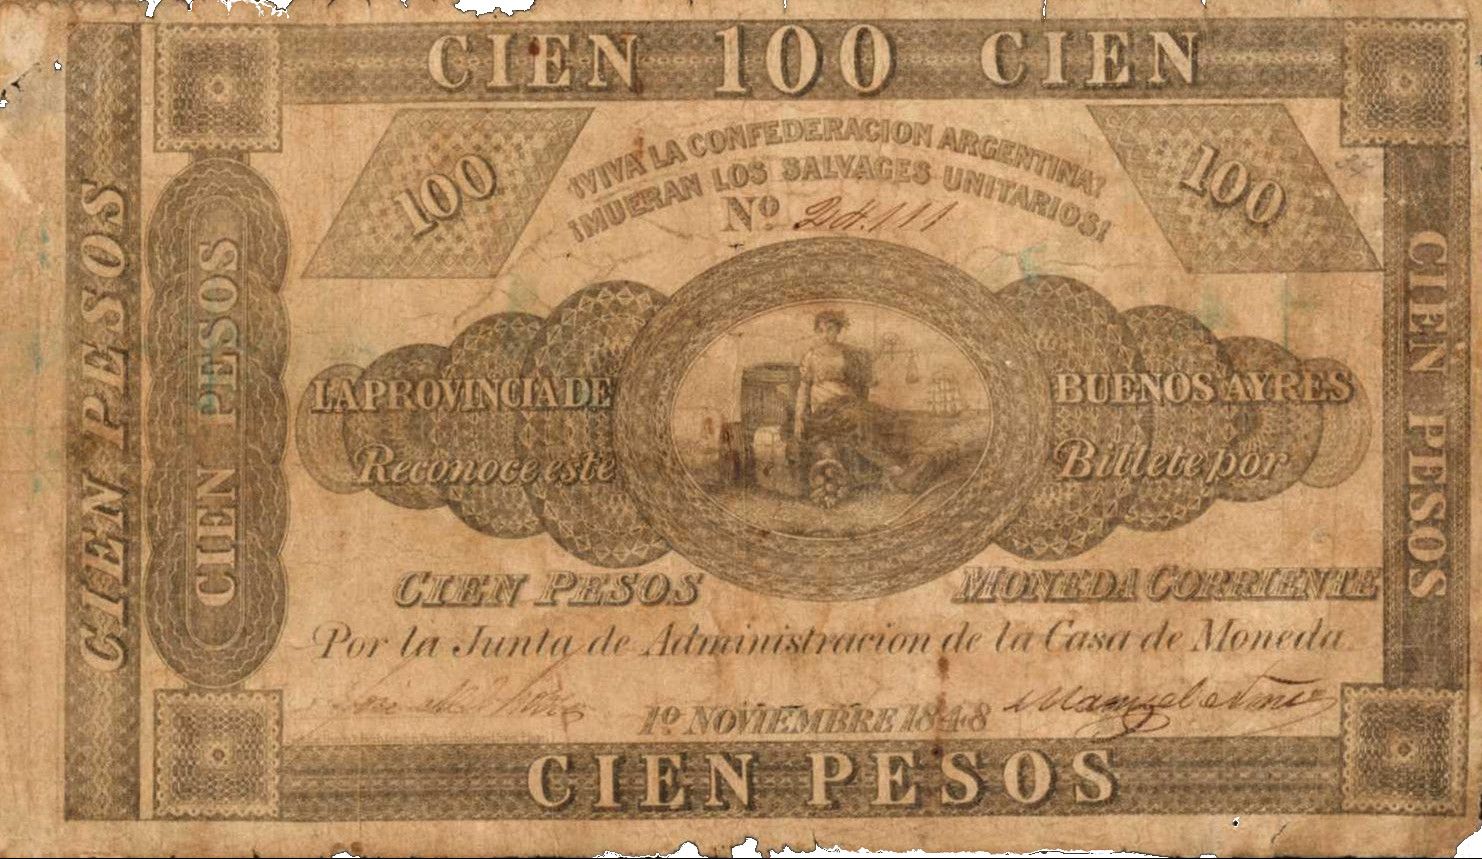 CIEN 100 CIEN
100
¡VIVA LA CONFEDERACION ARGENTINA!
¡MUERAN LOS SALVAGES UNITARIOS!
100
Nº
CIEN PESOS
CIEN PESOS
CIEN PESOS
LA PROVINCIA DE BUENOS AYRES
Reconoce este Billete por
CIEN PESOS MONEDA CORRIENTE
Por la Junta de Administracion de la Casa de Moneda
1º NOVIEMBRE 1848
Manuel
CIEN PESOS